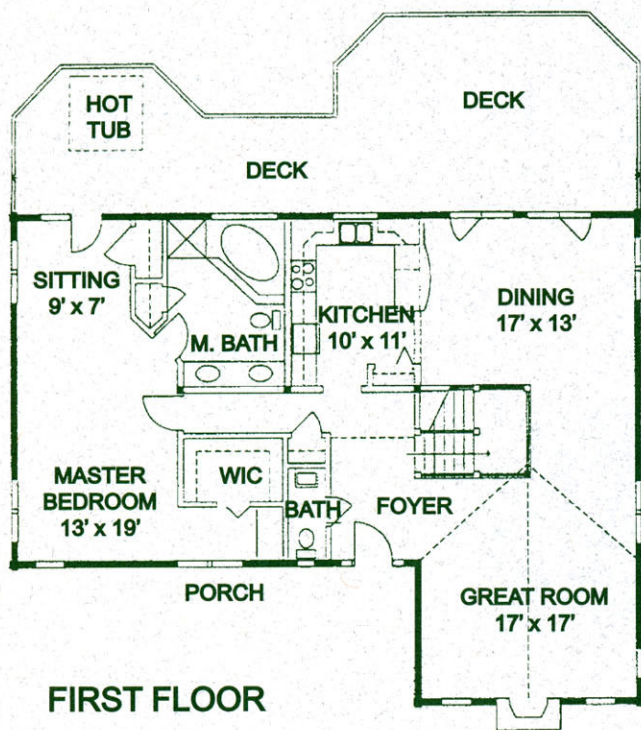 HOT
TUB
DECK
DECK
SITTING
9' x 7'
M. BATH
KITCHEN
10' x 11'
DINING
17' x 13'
MASTER
BEDROOM
13' x 19'
WIC
BATH
FOYER
PORCH
GREAT ROOM
17' x 17'
FIRST FLOOR